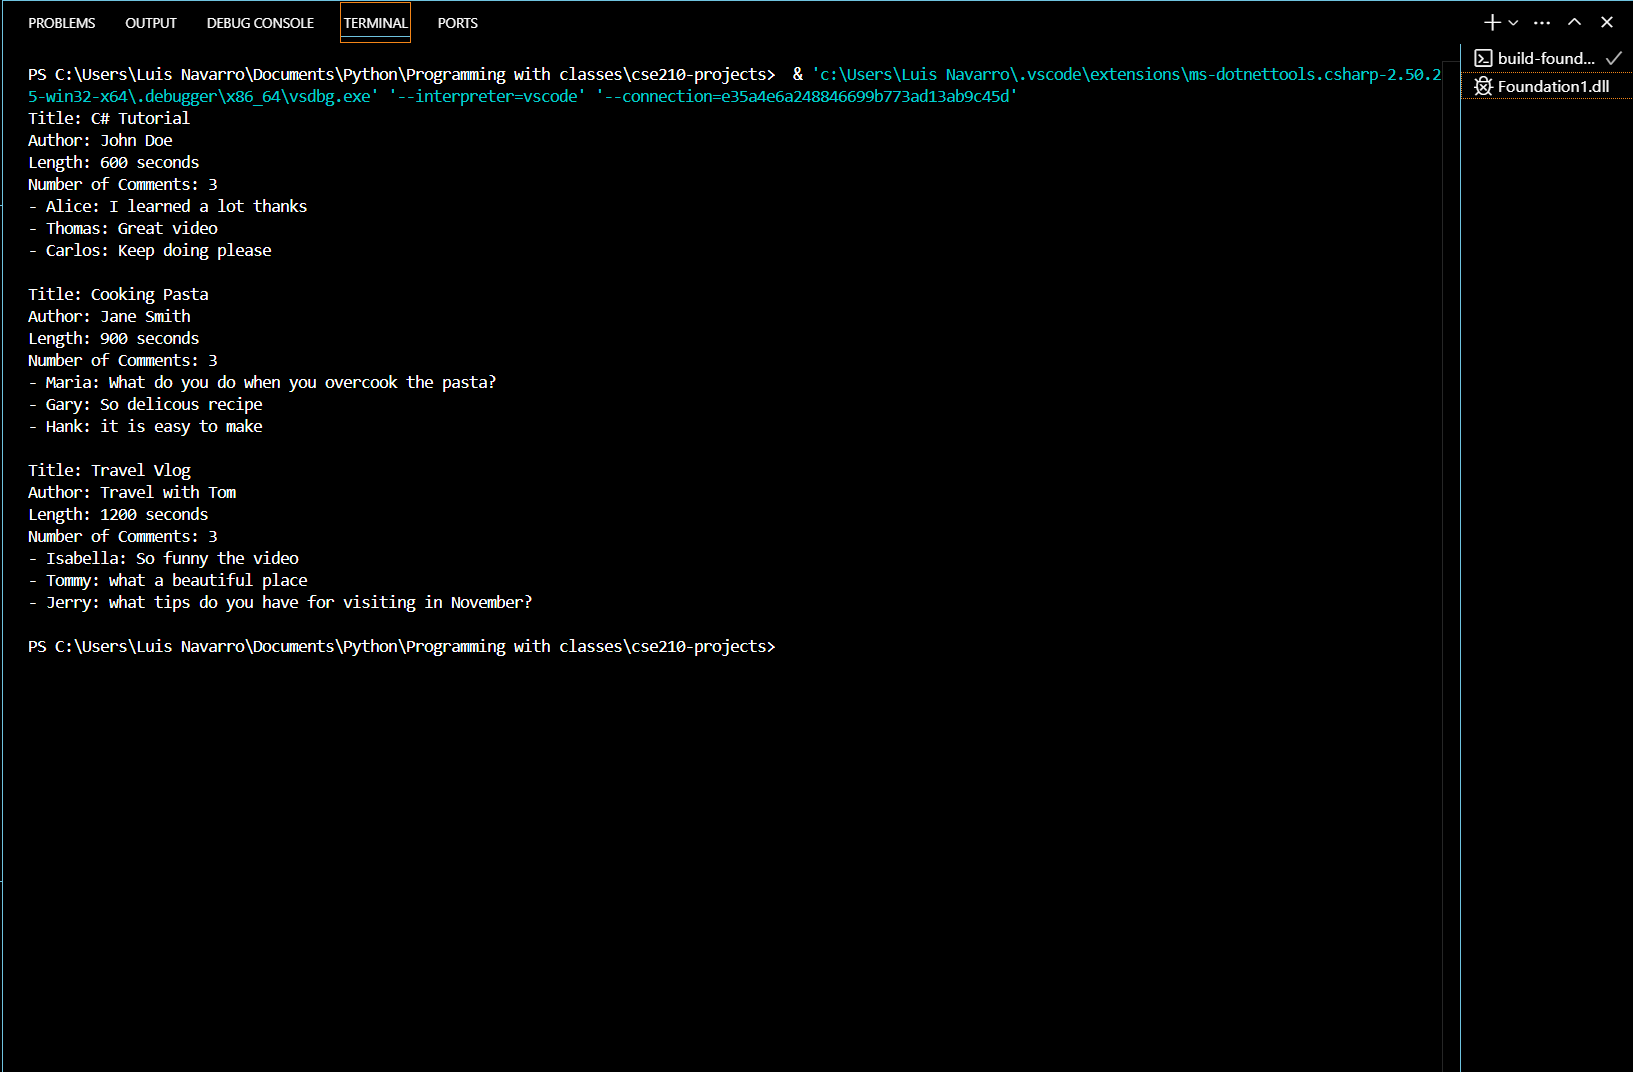 PROBLEMS OUTPUT DEBUG CONSOLE TERMINAL PORTS
PS C:\Users\Luis Navarro\Documents\Python\Programming with classes\cse210-projects>  & 'c:\Users\Luis Navarro\.vscode\extensions\ms-dotnettools.csharp-2.50.2
5-win32-x64\.debugger\x86_64\vsdbg.exe' '--interpreter=vscode' '--connection=e35a4e6a248846699b773ad13ab9c45d'
Title: C# Tutorial
Author: John Doe
Length: 600 seconds
Number of Comments: 3
- Alice: I learned a lot thanks
- Thomas: Great video
- Carlos: Keep doing please
Title: Cooking Pasta
Author: Jane Smith
Length: 900 seconds
Number of Comments: 3
- Maria: What do you do when you overcook the pasta?
- Gary: So delicous recipe
- Hank: it is easy to make
Title: Travel Vlog
Author: Travel with Tom
Length: 1200 seconds
Number of Comments: 3
- Isabella: So funny the video
- Tommy: what a beautiful place
- Jerry: what tips do you have for visiting in November?
PS C:\Users\Luis Navarro\Documents\Python\Programming with classes\cse210-projects>
build-found...
Foundation1.dll